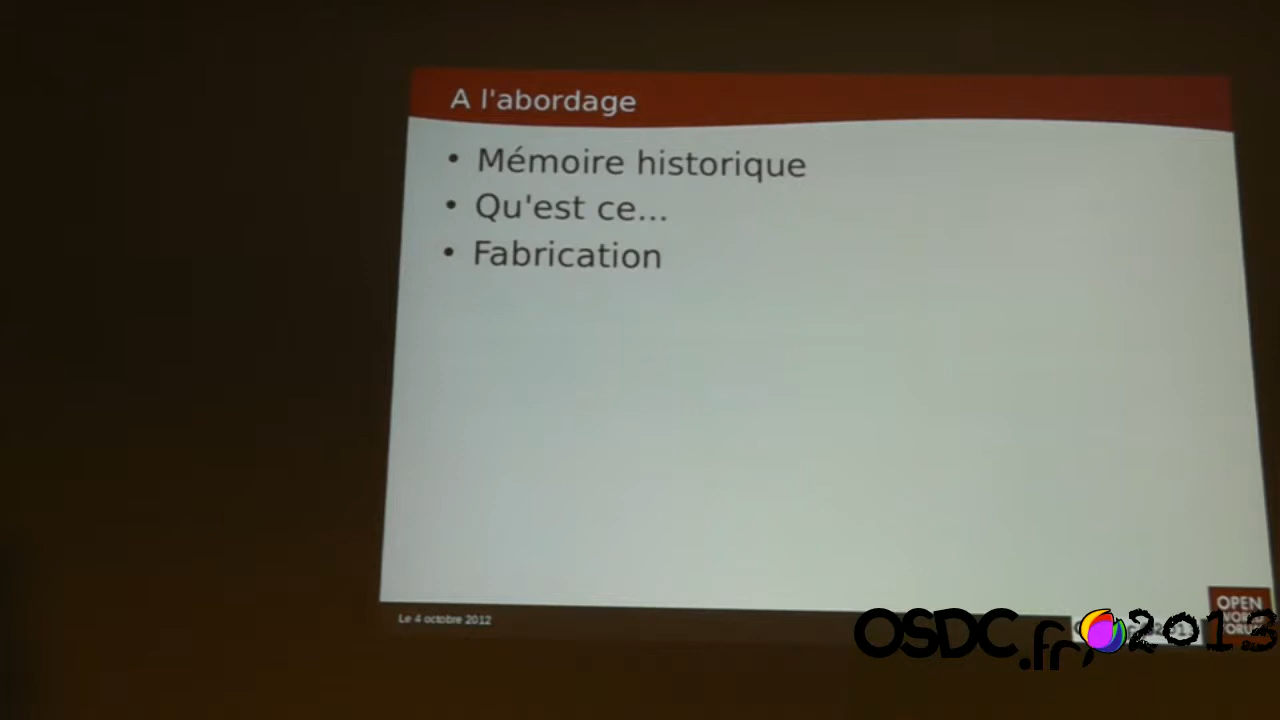 A l'abordage
• Mémoire historique
• Qu'est ce...
• Fabrication
Le 4 octobre 2012
OPEN
OSDC.fr 2013